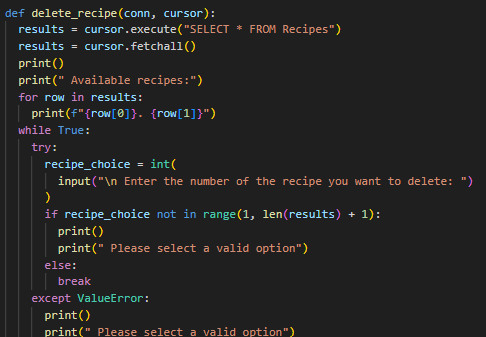 def delete_recipe(conn, cursor):
  results = cursor.execute("SELECT * FROM Recipes")
  results = cursor.fetchall()
  print()
  print(" Available recipes:")
  for row in results:
    print(f"{row[0]}. {row[1]}")
  while True:
    try:
      recipe_choice = int(
        input("\n Enter the number of the recipe you want to delete: ")
      )
      if recipe_choice not in range(1, len(results) + 1):
        print()
        print(" Please select a valid option")
      else:
        break
    except ValueError:
      print()
      print(" Please select a valid option")